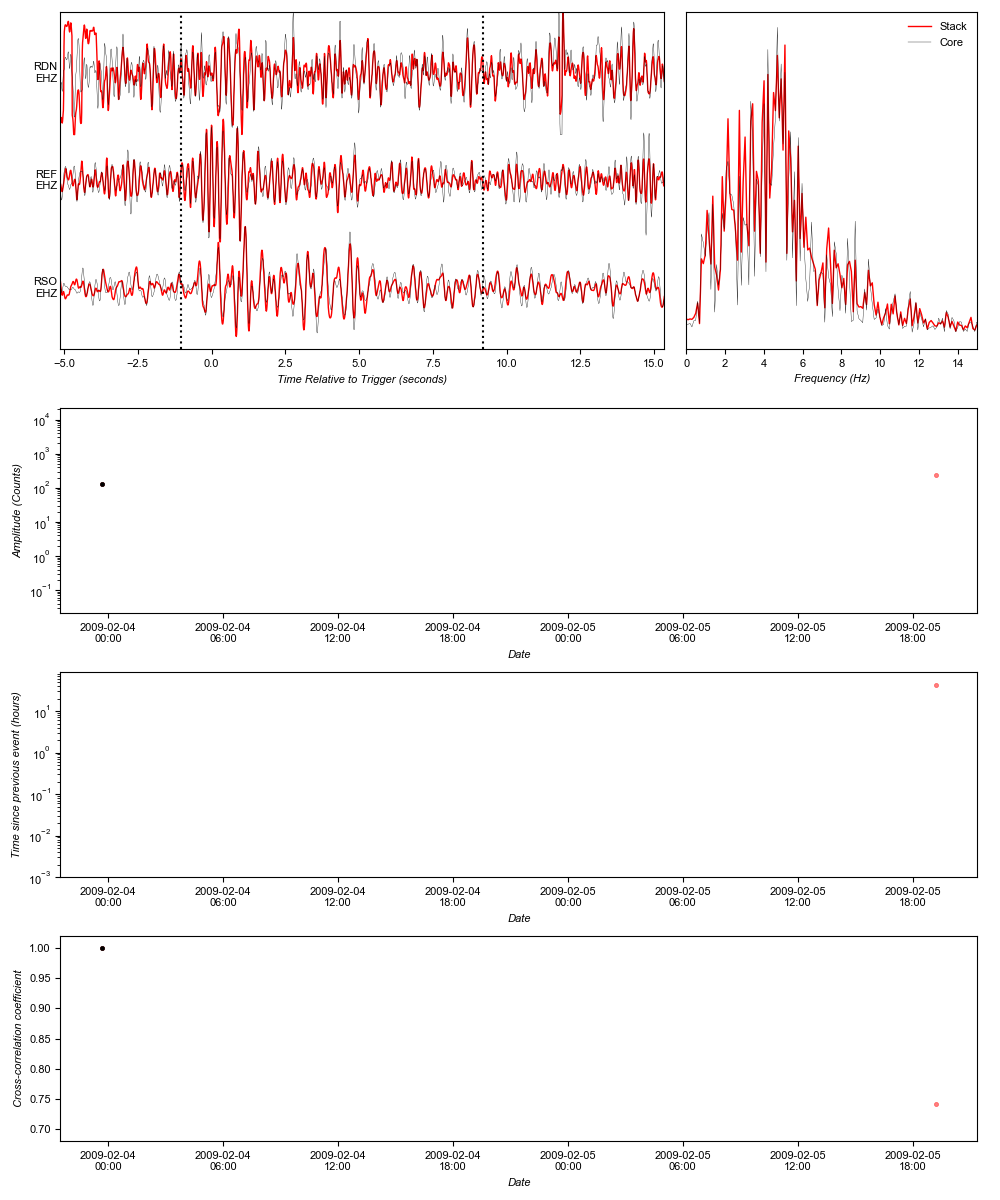 RDN
EHZ
REF
EHZ
RSO
EHZ
−5.0 −2.5 0.0 2.5 5.0 7.5 10.0 12.5 15.0
Time Relative to Trigger (seconds)
Stack
Core
0 2 4 6 8 10 12 14
Frequency (Hz)
Amplitude (Counts)
10⁴
10³
10²
10¹
10⁰
10⁻¹
2009-02-04 2009-02-04 2009-02-04 2009-02-04 2009-02-05 2009-02-05 2009-02-05 2009-02-05
00:00 06:00 12:00 18:00 00:00 06:00 12:00 18:00
Date
Time since previous event (hours)
10¹
10⁰
10⁻¹
10⁻²
10⁻³
2009-02-04 2009-02-04 2009-02-04 2009-02-04 2009-02-05 2009-02-05 2009-02-05 2009-02-05
00:00 06:00 12:00 18:00 00:00 06:00 12:00 18:00
Date
Cross-correlation coefficient
1.00
0.95
0.90
0.85
0.80
0.75
0.70
2009-02-04 2009-02-04 2009-02-04 2009-02-04 2009-02-05 2009-02-05 2009-02-05 2009-02-05
00:00 06:00 12:00 18:00 00:00 06:00 12:00 18:00
Date